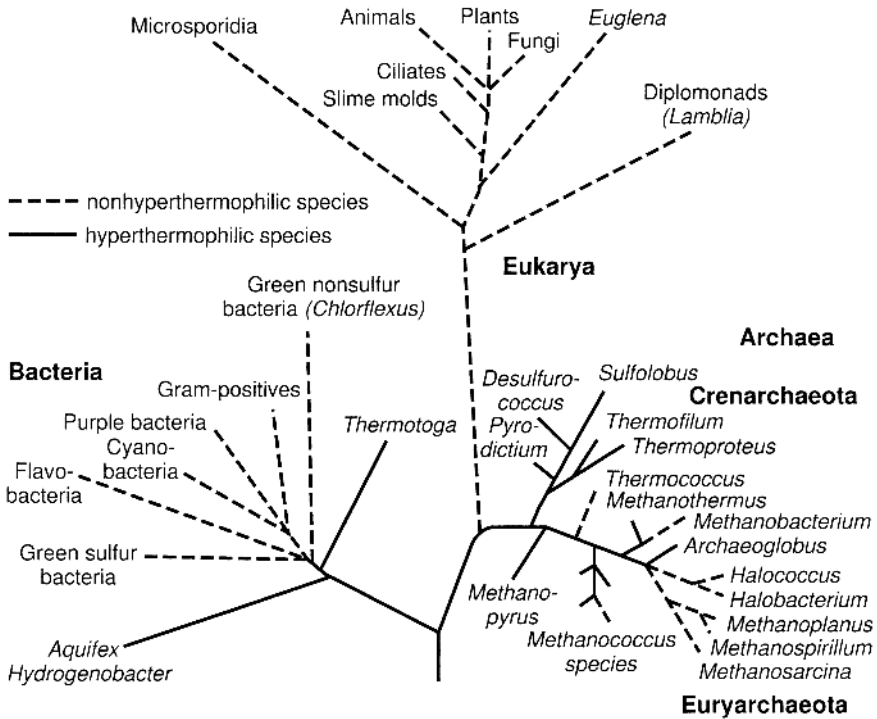 Microsporidia
Animals
Plants
Fungi
Euglena
Ciliates
Slime molds
Diplomonads
(Lamblia)
nonhyperthermophilic species
hyperthermophilic species
Eukarya
Green nonsulfur
bacteria (Chlorflexus)
Archaea
Bacteria
Crenarchaeota
Gram-positives
Purple bacteria
Cyano-
bacteria
Flavo-
bacteria
Green sulfur
bacteria
Thermotoga
Aquifex
Hydrogenobacter
Desulfuro-
coccus
Pyro-
dictium
Sulfolobus
Thermofilum
Thermoproteus
Thermococcus
Methanothermus
Methanobacterium
Archaeoglobus
Halococcus
Halobacterium
Methanoplanus
Methanospirillum
Methanosarcina
Methano-
pyrus
Methanococcus
species
Euryarchaeota